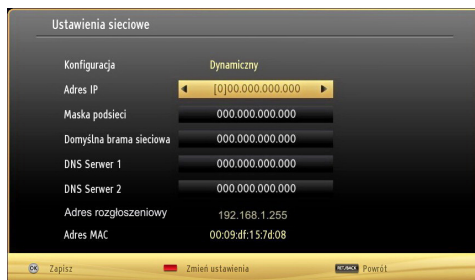 Ustawienia sieciowe
Konfiguracja Dynamiczny
Adres IP [0]00.000.000.000
Maska podsieci 000.000.000.000
Domyślna brama sieciowa 000.000.000.000
DNS Serwer 1 000.000.000.000
DNS Serwer 2 000.000.000.000
Adres rozgłoszeniowy 192.168.1.255
Adres MAC 00:09:df:15:7d:08
OK Zapisz Zmień ustawienia RET./BACK Powrót